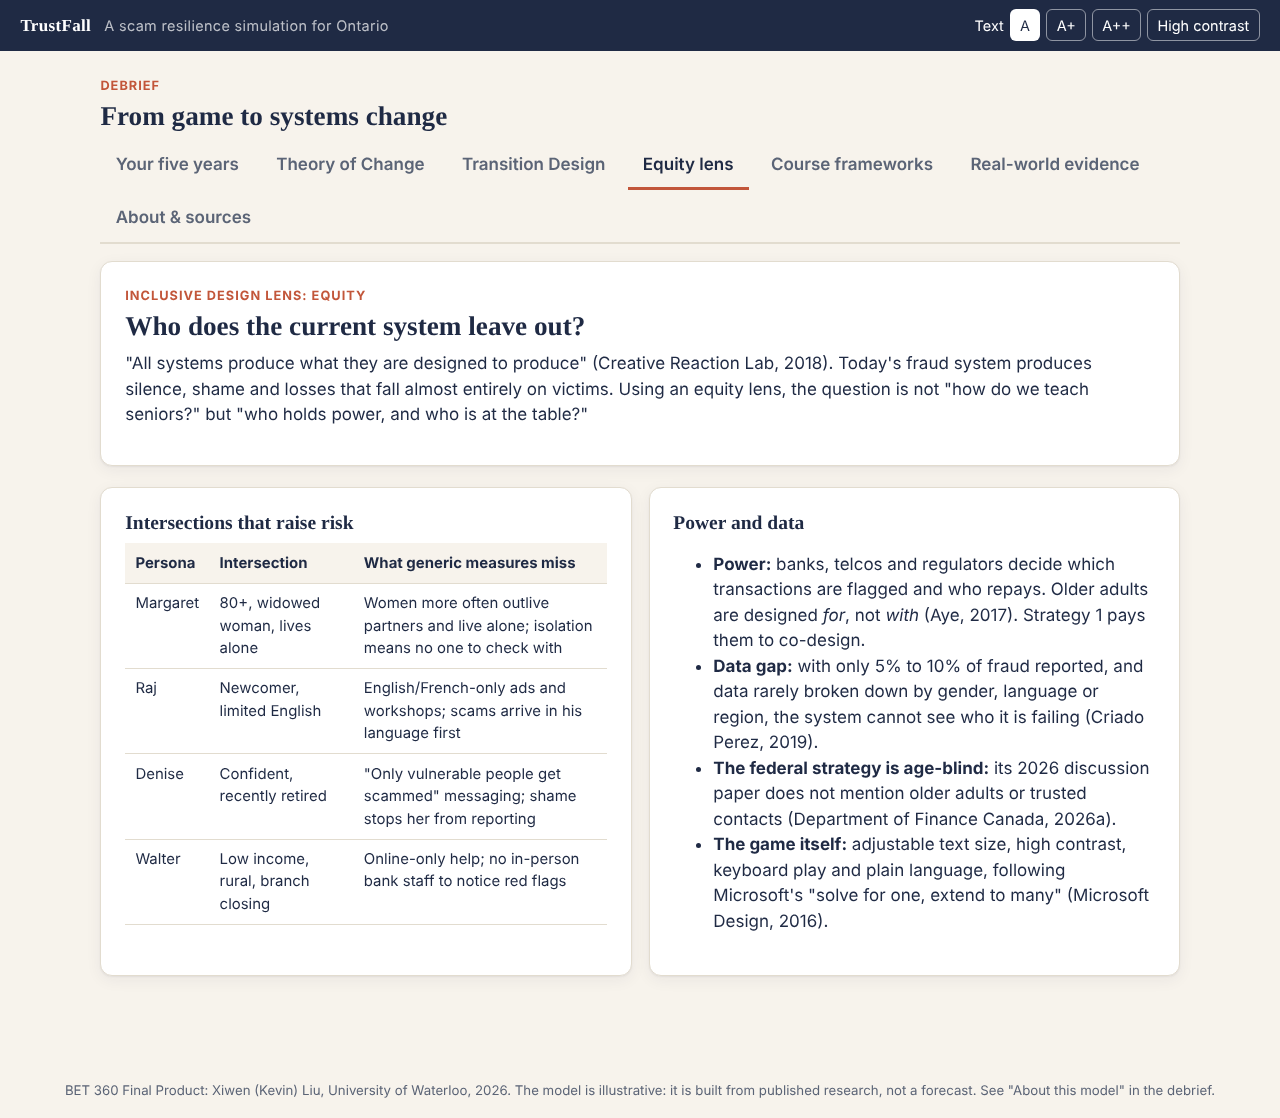 TrustFall A scam resilience simulation for Ontario Text A A+ A++ High contrast
DEBRIEF
From game to systems change
Your five years Theory of Change Transition Design Equity lens Course frameworks Real-world evidence
About & sources
INCLUSIVE DESIGN LENS: EQUITY
Who does the current system leave out?
"All systems produce what they are designed to produce" (Creative Reaction Lab, 2018). Today's fraud system produces
silence, shame and losses that fall almost entirely on victims. Using an equity lens, the question is not "how do we teach
seniors?" but "who holds power, and who is at the table?"
Intersections that raise risk
Persona Intersection What generic measures miss
Margaret 80+, widowed Women more often outlive
woman, lives partners and live alone; isolation
alone means no one to check with
Raj Newcomer, English/French-only ads and
limited English workshops; scams arrive in his
language first
Denise Confident, "Only vulnerable people get
recently retired scammed" messaging; shame
stops her from reporting
Walter Low income, Online-only help; no in-person
rural, branch bank staff to notice red flags
closing
Power and data
• Power: banks, telcos and regulators decide which
transactions are flagged and who repays. Older adults
are designed for, not with (Aye, 2017). Strategy 1 pays
them to co-design.
• Data gap: with only 5% to 10% of fraud reported, and
data rarely broken down by gender, language or
region, the system cannot see who it is failing (Criado
Perez, 2019).
• The federal strategy is age-blind: its 2026 discussion
paper does not mention older adults or trusted
contacts (Department of Finance Canada, 2026a).
• The game itself: adjustable text size, high contrast,
keyboard play and plain language, following
Microsoft's "solve for one, extend to many" (Microsoft
Design, 2016).
BET 360 Final Product: Xiwen (Kevin) Liu, University of Waterloo, 2026. The model is illustrative: it is built from published research, not a forecast. See "About this model" in the debrief.